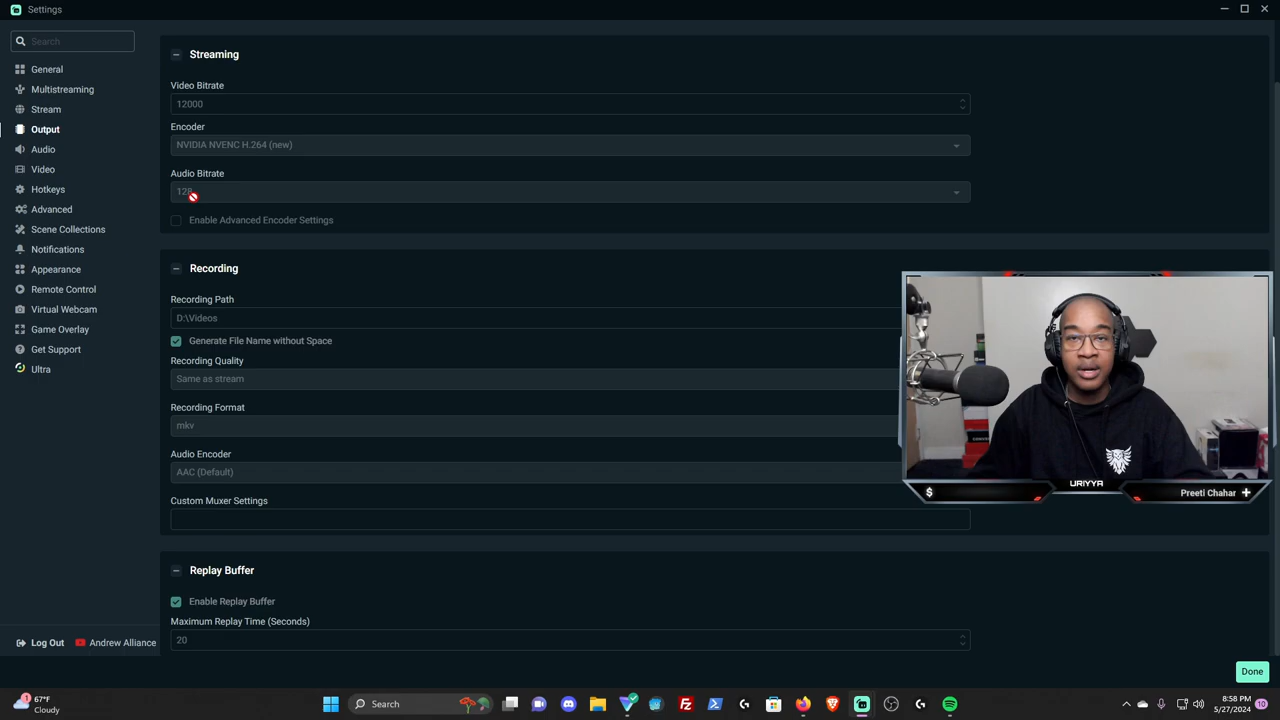 Settings
Search
General
Multistreaming
Stream
Output
Audio
Video
Hotkeys
Advanced
Scene Collections
Notifications
Appearance
Remote Control
Virtual Webcam
Game Overlay
Get Support
Ultra
Log Out
Andrew Alliance
Streaming
Video Bitrate
12000
Encoder
NVIDIA NVENC H.264 (new)
Audio Bitrate
128
Enable Advanced Encoder Settings
Recording
Recording Path
D:\Videos
Generate File Name without Space
Recording Quality
Same as stream
Recording Format
mkv
Audio Encoder
AAC (Default)
Custom Muxer Settings
Replay Buffer
Enable Replay Buffer
Maximum Replay Time (Seconds)
20
URIYYA
$
Preeti Chahar +
Done
1
67°F
Cloudy
Search
8:58 PM
5/27/2024
10